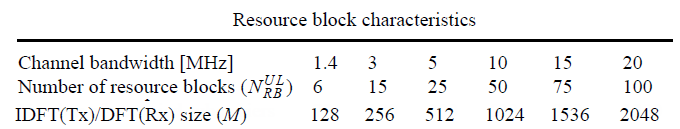 Resource block characteristics
Channel bandwidth [MHz] 1.4 3 5 10 15 20
Number of resource blocks (N_{RB}^{UL}) 6 15 25 50 75 100
IDFT(Tx)/DFT(Rx) size (M) 128 256 512 1024 1536 2048